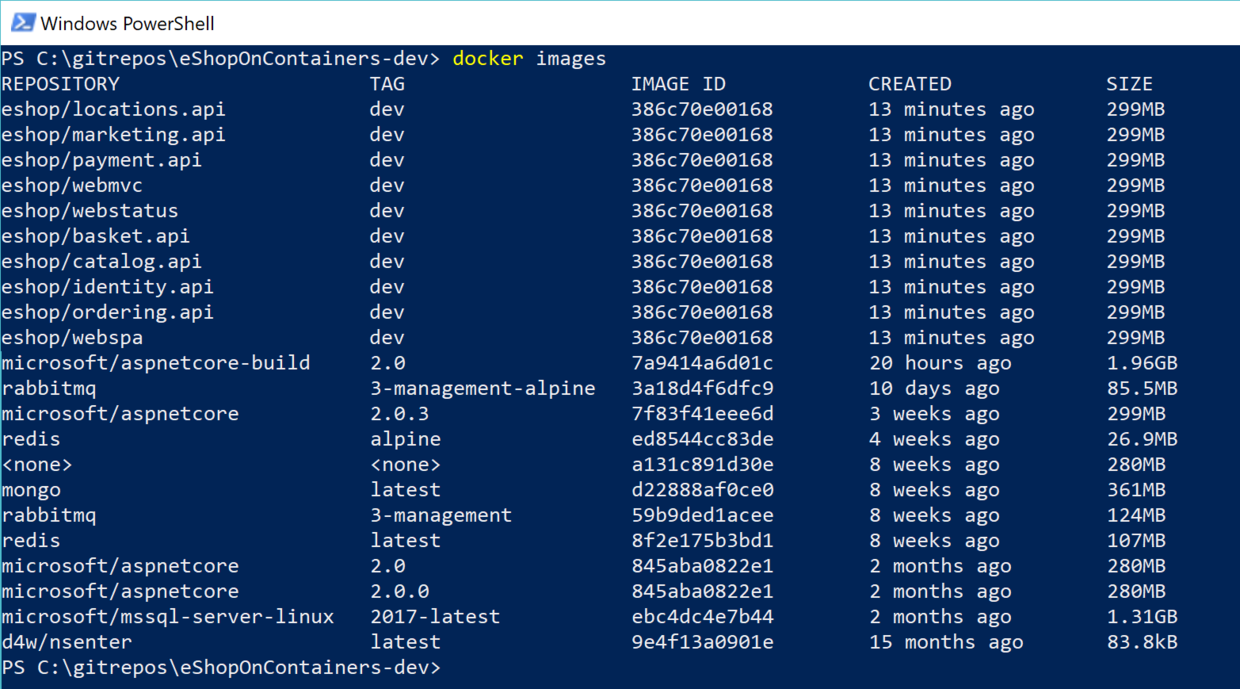 Windows PowerShell
PS C:\gitrepos\eShopOnContainers-dev> docker images
REPOSITORY TAG IMAGE ID CREATED SIZE
eshop/locations.api dev 386c70e00168 13 minutes ago 299MB
eshop/marketing.api dev 386c70e00168 13 minutes ago 299MB
eshop/payment.api dev 386c70e00168 13 minutes ago 299MB
eshop/webmvc dev 386c70e00168 13 minutes ago 299MB
eshop/webstatus dev 386c70e00168 13 minutes ago 299MB
eshop/basket.api dev 386c70e00168 13 minutes ago 299MB
eshop/catalog.api dev 386c70e00168 13 minutes ago 299MB
eshop/identity.api dev 386c70e00168 13 minutes ago 299MB
eshop/ordering.api dev 386c70e00168 13 minutes ago 299MB
eshop/webspa dev 386c70e00168 13 minutes ago 299MB
microsoft/aspnetcore-build 2.0 7a9414a6d01c 20 hours ago 1.96GB
rabbitmq 3-management-alpine 3a18d4f6dfc9 10 days ago 85.5MB
microsoft/aspnetcore 2.0.3 7f83f41eee6d 3 weeks ago 299MB
redis alpine ed8544cc83de 4 weeks ago 26.9MB
<none> <none> a131c891d30e 8 weeks ago 280MB
mongo latest d22888af0ce0 8 weeks ago 361MB
rabbitmq 3-management 59b9ded1acee 8 weeks ago 124MB
redis latest 8f2e175b3bd1 8 weeks ago 107MB
microsoft/aspnetcore 2.0 845aba0822e1 2 months ago 280MB
microsoft/aspnetcore 2.0.0 845aba0822e1 2 months ago 280MB
microsoft/mssql-server-linux 2017-latest ebc4dc4e7b44 2 months ago 1.31GB
d4w/nsenter latest 9e4f13a0901e 15 months ago 83.8kB
PS C:\gitrepos\eShopOnContainers-dev>